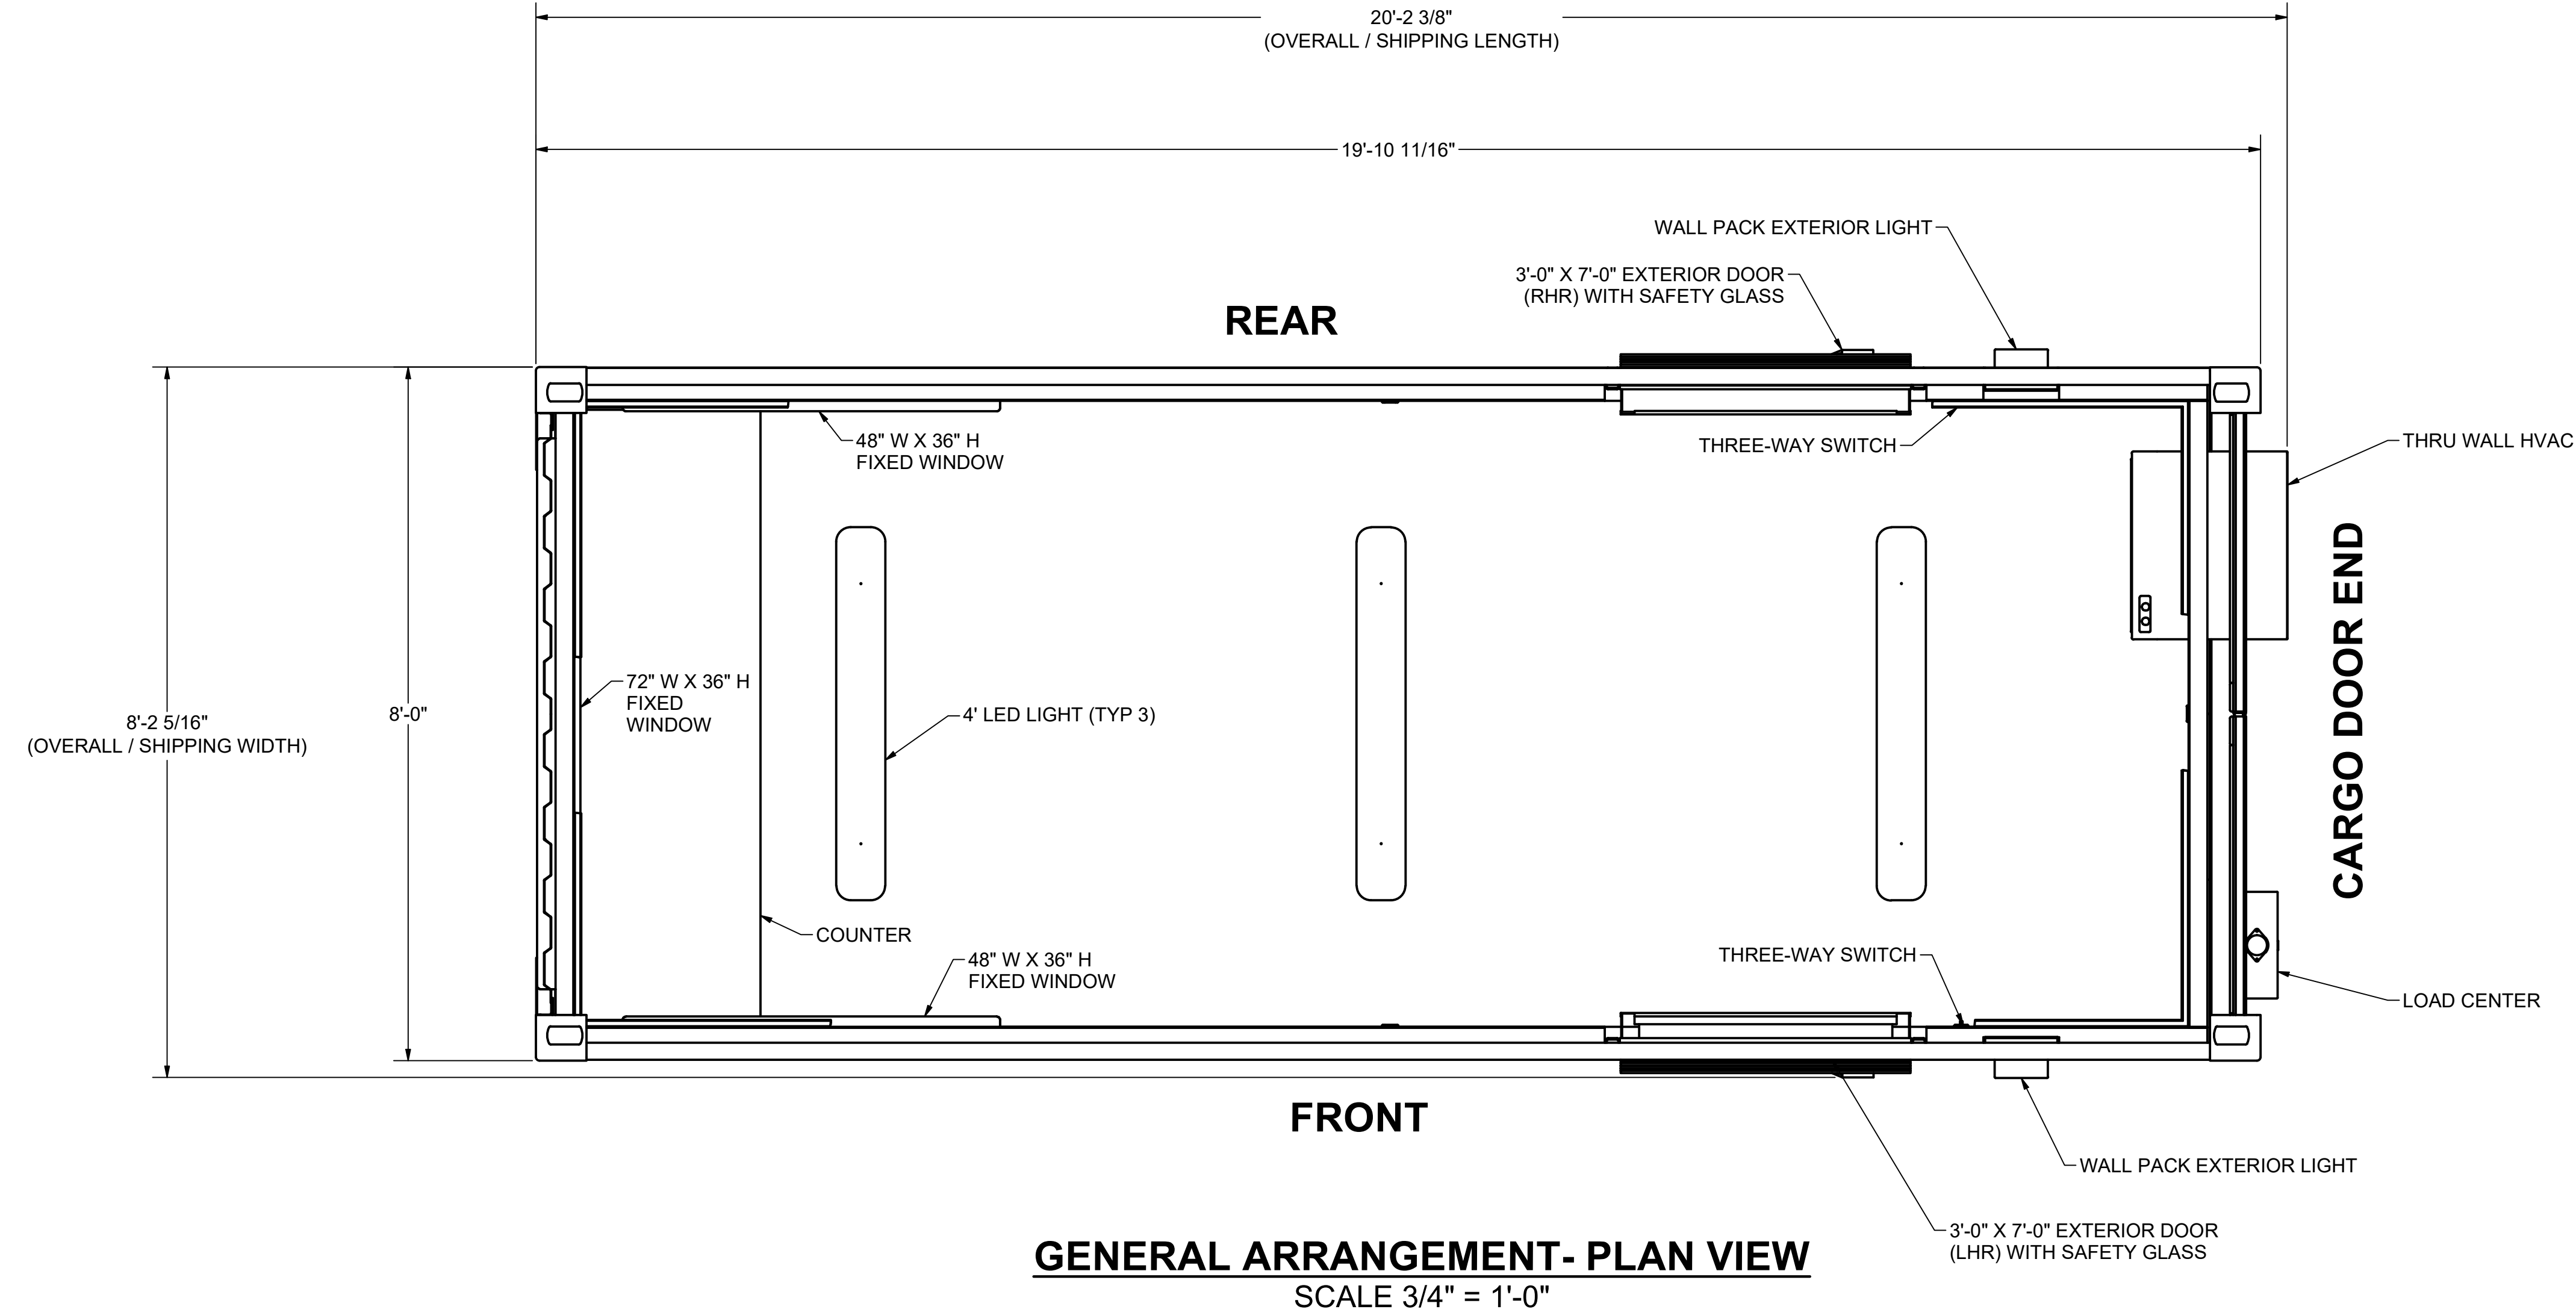 20'-2 3/8"
(OVERALL / SHIPPING LENGTH)
19'-10 11/16"
WALL PACK EXTERIOR LIGHT
3'-0" X 7'-0" EXTERIOR DOOR
(RHR) WITH SAFETY GLASS
REAR
48" W X 36" H
FIXED WINDOW
THREE-WAY SWITCH
THRU WALL HVAC
CARGO DOOR END
72" W X 36" H
FIXED
WINDOW
8'-2 5/16"
(OVERALL / SHIPPING WIDTH)
8'-0"
4' LED LIGHT (TYP 3)
COUNTER
48" W X 36" H
FIXED WINDOW
THREE-WAY SWITCH
LOAD CENTER
FRONT
WALL PACK EXTERIOR LIGHT
3'-0" X 7'-0" EXTERIOR DOOR
(LHR) WITH SAFETY GLASS
GENERAL ARRANGEMENT- PLAN VIEW
SCALE 3/4" = 1'-0"